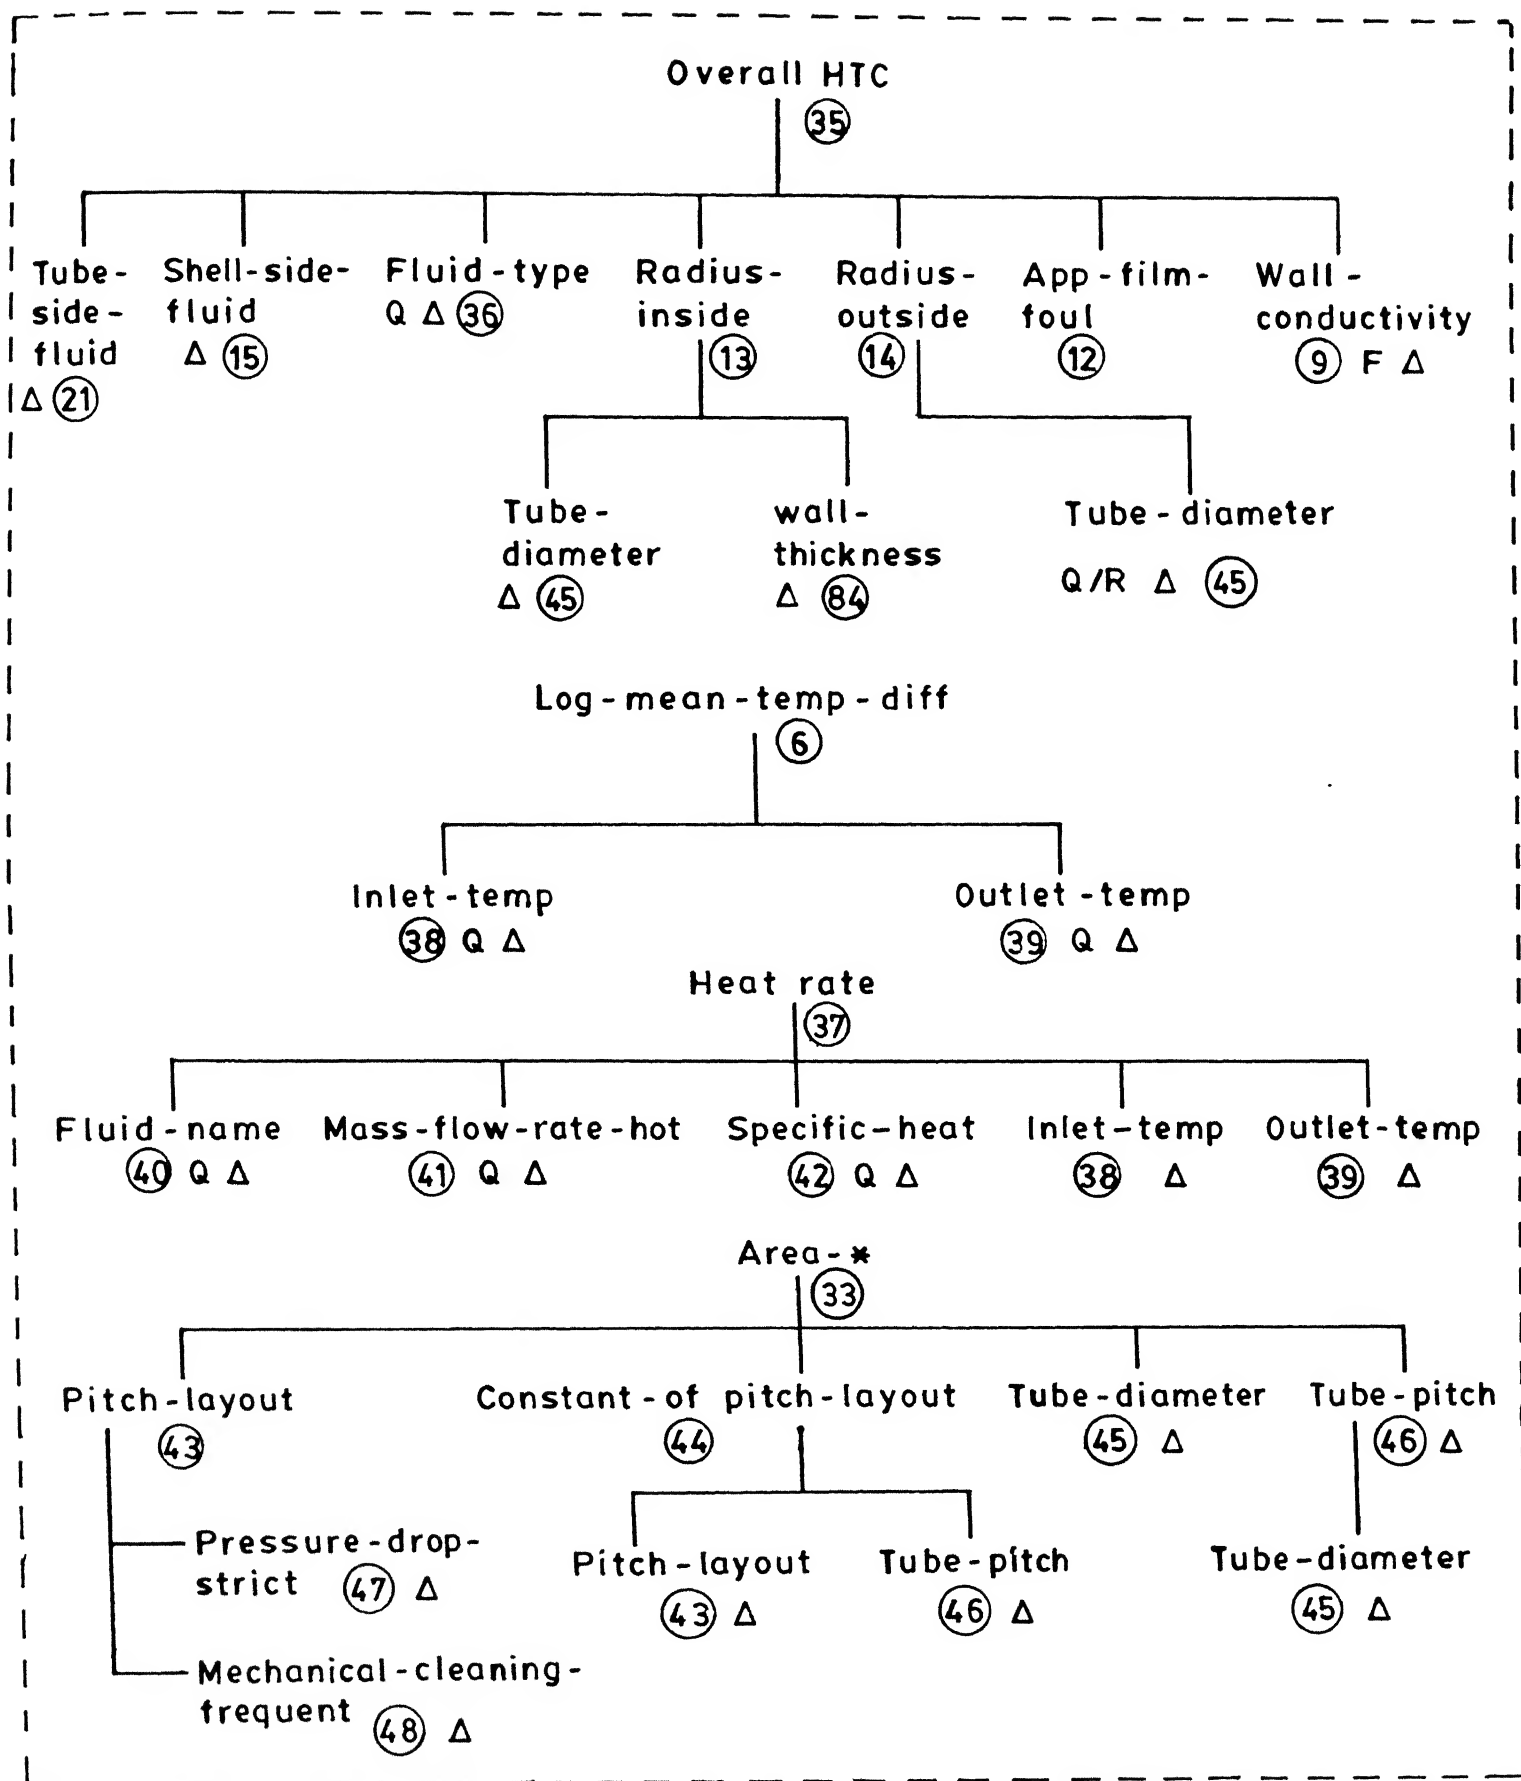 Overall HTC
35
Tube-
side-
fluid
Δ 21
Shell-side-
fluid
Δ 15
Fluid-type
Q Δ 36
Radius-
inside
13
Radius-
outside
14
App-film-
foul
12
Wall-
conductivity
9 F Δ
Tube-
diameter
Δ 45
wall-
thickness
Δ 84
Tube-diameter
Q/R Δ 45
Log-mean-temp-diff
6
Inlet-temp
38 Q Δ
Outlet-temp
39 Q Δ
Heat rate
37
Fluid-name
40 Q Δ
Mass-flow-rate-hot
41 Q Δ
Specific-heat
42 Q Δ
Inlet-temp
38 Δ
Outlet-temp
39 Δ
Area-*
33
Pitch-layout
43
Constant-of pitch-layout
44
Tube-diameter
45 Δ
Tube-pitch
46 Δ
Pressure-drop-
strict 47 Δ
Pitch-layout
43 Δ
Tube-pitch
46 Δ
Tube-diameter
45 Δ
Mechanical-cleaning-
frequent 48 Δ